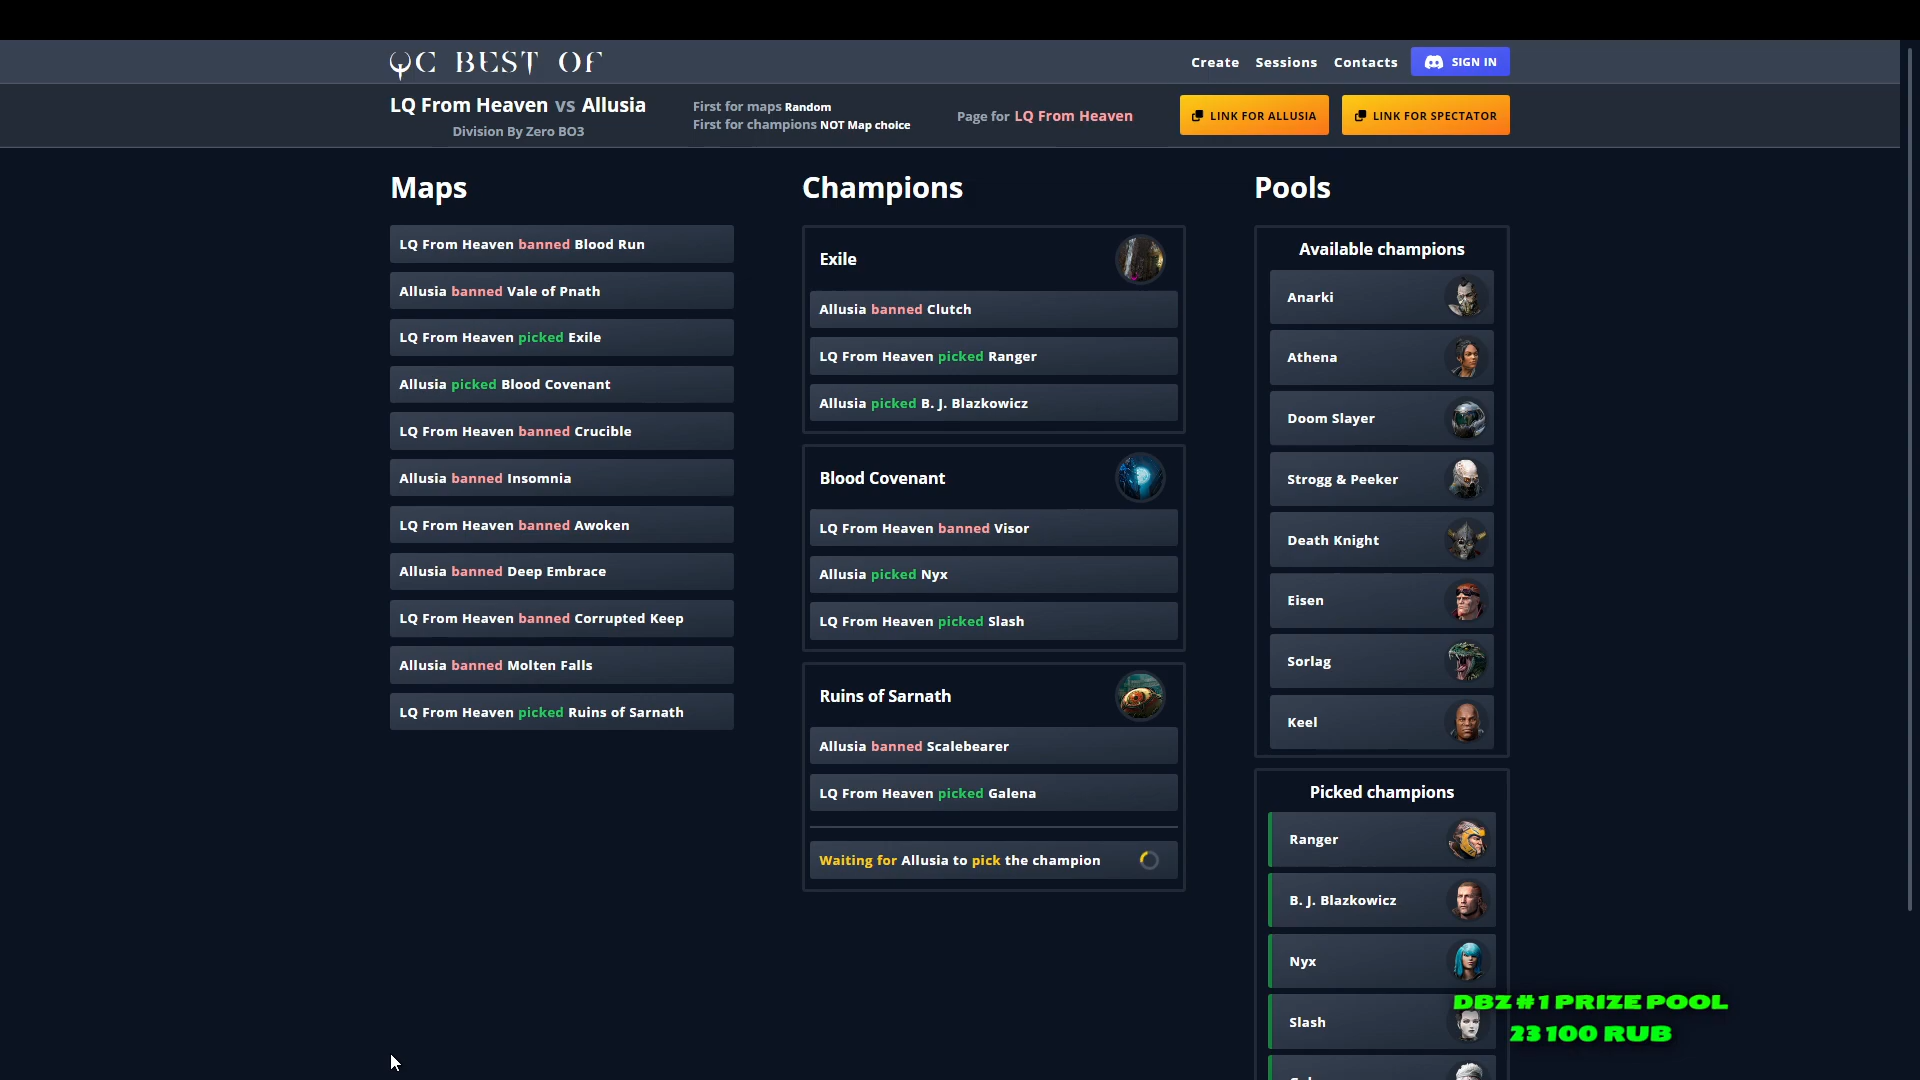 QC BEST OF
Create Sessions Contacts SIGN IN
LQ From Heaven vs Allusia
Division By Zero BO3
First for maps Random
First for champions NOT Map choice
Page for LQ From Heaven
LINK FOR ALLUSIA
LINK FOR SPECTATOR
Maps
LQ From Heaven banned Blood Run
Allusia banned Vale of Pnath
LQ From Heaven picked Exile
Allusia picked Blood Covenant
LQ From Heaven banned Crucible
Allusia banned Insomnia
LQ From Heaven banned Awoken
Allusia banned Deep Embrace
LQ From Heaven banned Corrupted Keep
Allusia banned Molten Falls
LQ From Heaven picked Ruins of Sarnath
Champions
Exile
Allusia banned Clutch
LQ From Heaven picked Ranger
Allusia picked B. J. Blazkowicz
Blood Covenant
LQ From Heaven banned Visor
Allusia picked Nyx
LQ From Heaven picked Slash
Ruins of Sarnath
Allusia banned Scalebearer
LQ From Heaven picked Galena
Waiting for Allusia to pick the champion
Pools
Available champions
Anarki
Athena
Doom Slayer
Strogg & Peeker
Death Knight
Eisen
Sorlag
Keel
Picked champions
Ranger
B. J. Blazkowicz
Nyx
Slash
DBZ #1 PRIZE POOL
23100 RUB